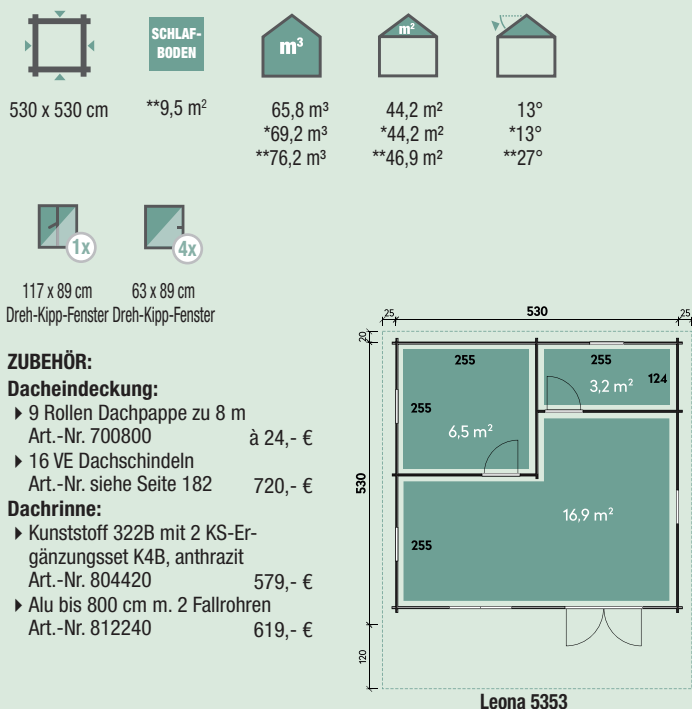 SCHLAF-
BODEN
m³
m²
530 x 530 cm
**9,5 m²
65,8 m³
*69,2 m³
**76,2 m³
44,2 m²
*44,2 m²
**46,9 m²
13°
*13°
**27°
1x
4x
117 x 89 cm
Dreh-Kipp-Fenster
63 x 89 cm
Dreh-Kipp-Fenster
ZUBEHÖR:
Dacheindeckung:
9 Rollen Dachpappe zu 8 m
Art.-Nr. 700800 à 24,- €
16 VE Dachschindeln
Art.-Nr. siehe Seite 182 720,- €
Dachrinne:
Kunststoff 322B mit 2 KS-Er-
gänzungsset K4B, anthrazit
Art.-Nr. 804420 579,- €
Alu bis 800 cm m. 2 Fallrohren
Art.-Nr. 812240 619,- €
25 530 25
20
255 255
3,2 m² 124
255
6,5 m²
530
16,9 m²
255
120
Leona 5353